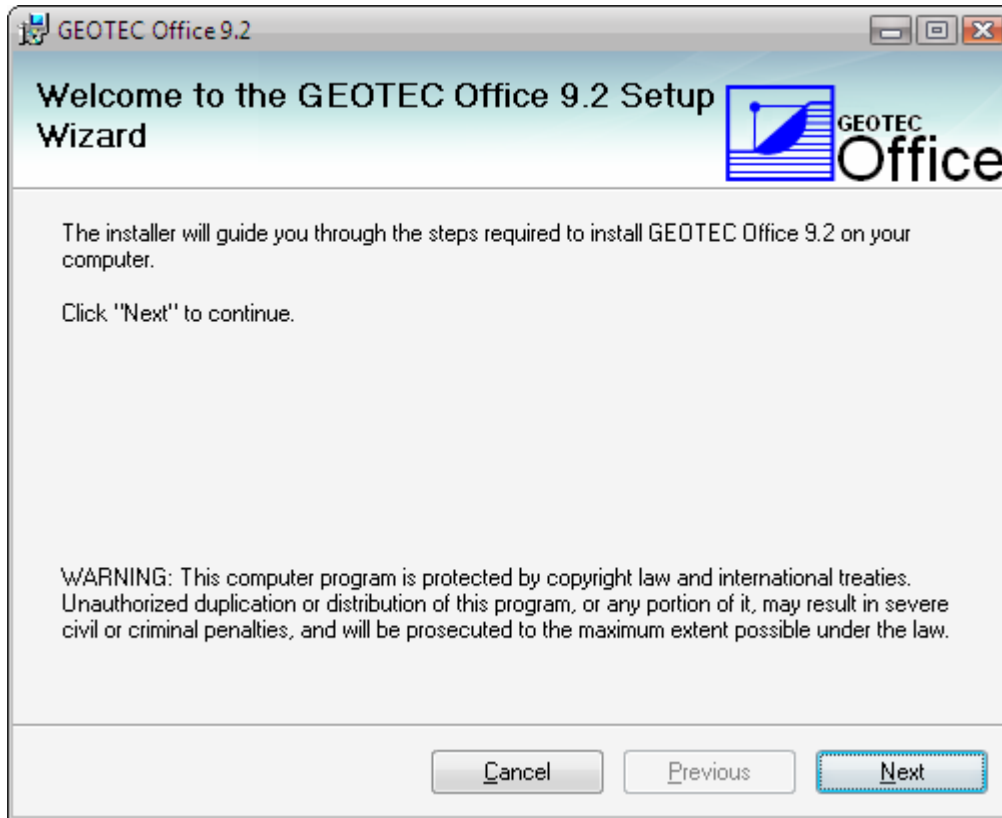 GEOTEC Office 9.2
Welcome to the GEOTEC Office 9.2 Setup
Wizard
GEOTEC
Office
The installer will guide you through the steps required to install GEOTEC Office 9.2 on your
computer.
Click "Next" to continue.
WARNING: This computer program is protected by copyright law and international treaties.
Unauthorized duplication or distribution of this program, or any portion of it, may result in severe
civil or criminal penalties, and will be prosecuted to the maximum extent possible under the law.
Cancel
Previous
Next